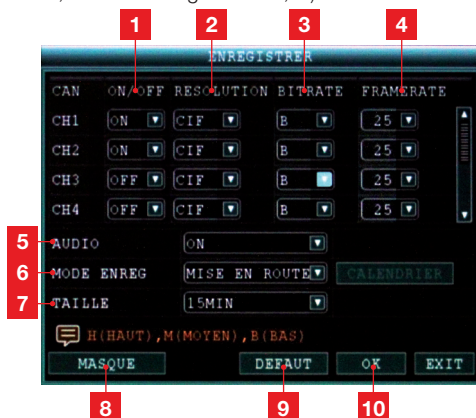 1 2 3 4
ENREGISTRER
CAN ON/OFF RESOLUTION BITRATE FRAMERATE
CH1 ON CIF B 25
CH2 ON CIF B 25
CH3 OFF CIF B 25
CH4 OFF CIF B 25
5 AUDIO ON
6 MODE ENREG MISE EN ROUTE CALENDRIER
7 TAILLE 15MIN
H(HAUT),M(MOYEN),B(BAS)
MASQUE DEFAUT OK EXIT
8 9 10